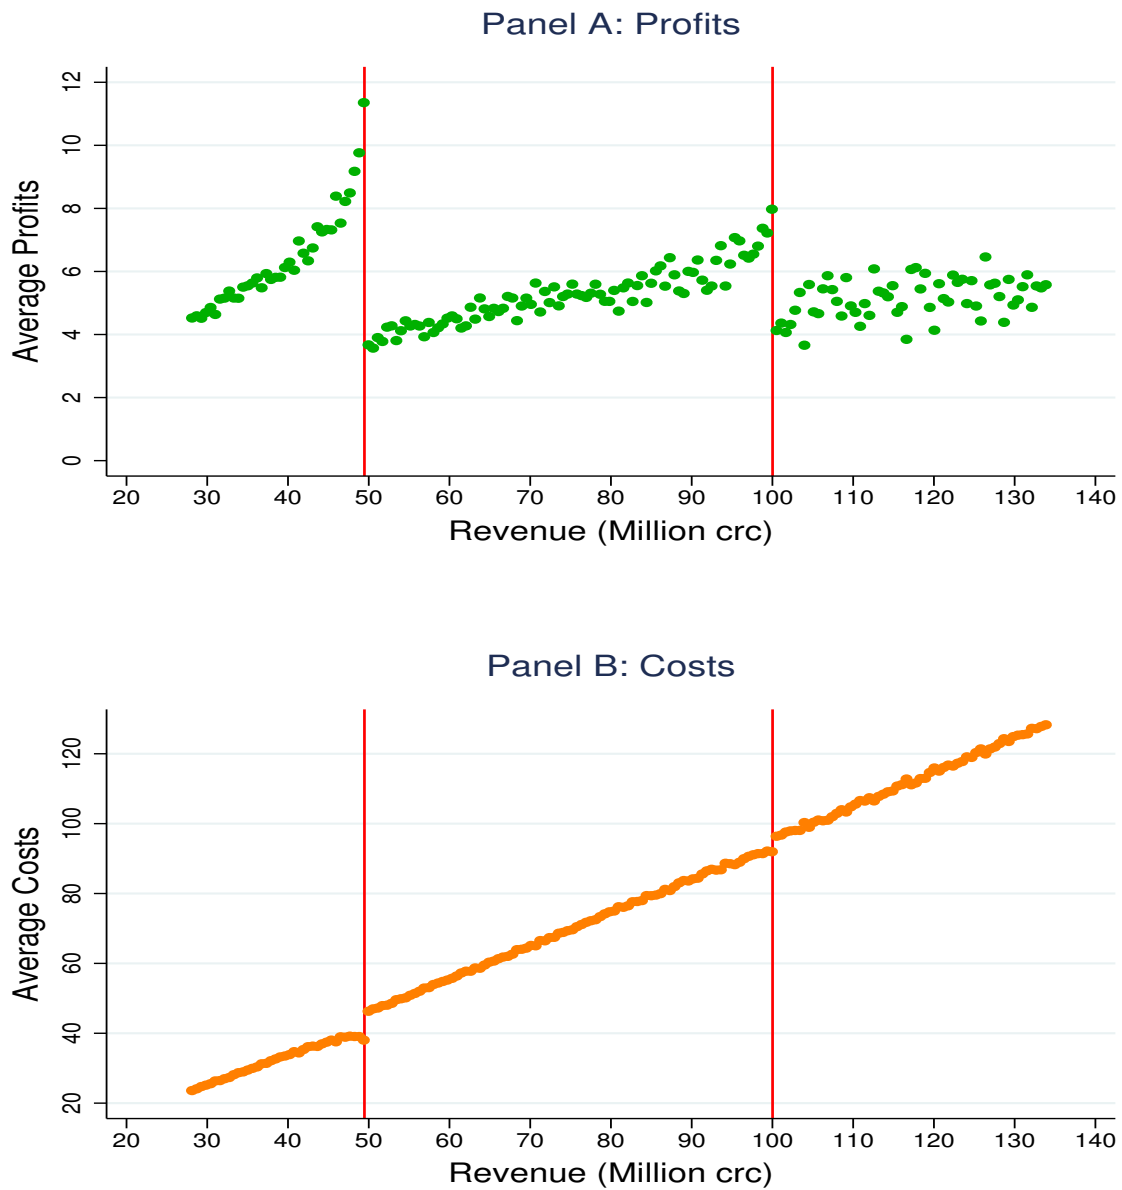 Panel A: Profits
Average Profits
12
10
8
6
4
2
0
20 30 40 50 60 70 80 90 100 110 120 130 140
Revenue (Million crc)
Panel B: Costs
Average Costs
120
100
80
60
40
20
20 30 40 50 60 70 80 90 100 110 120 130 140
Revenue (Million crc)